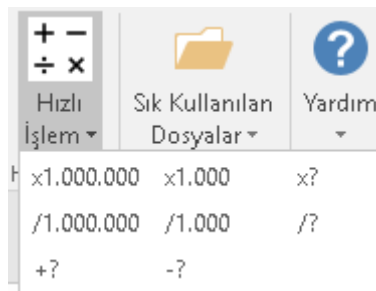 Hızlı İşlem
Sık Kullanılan Dosyalar
Yardım
x1.000.000 x1.000 x?
/1.000.000 /1.000 /?
+? -?